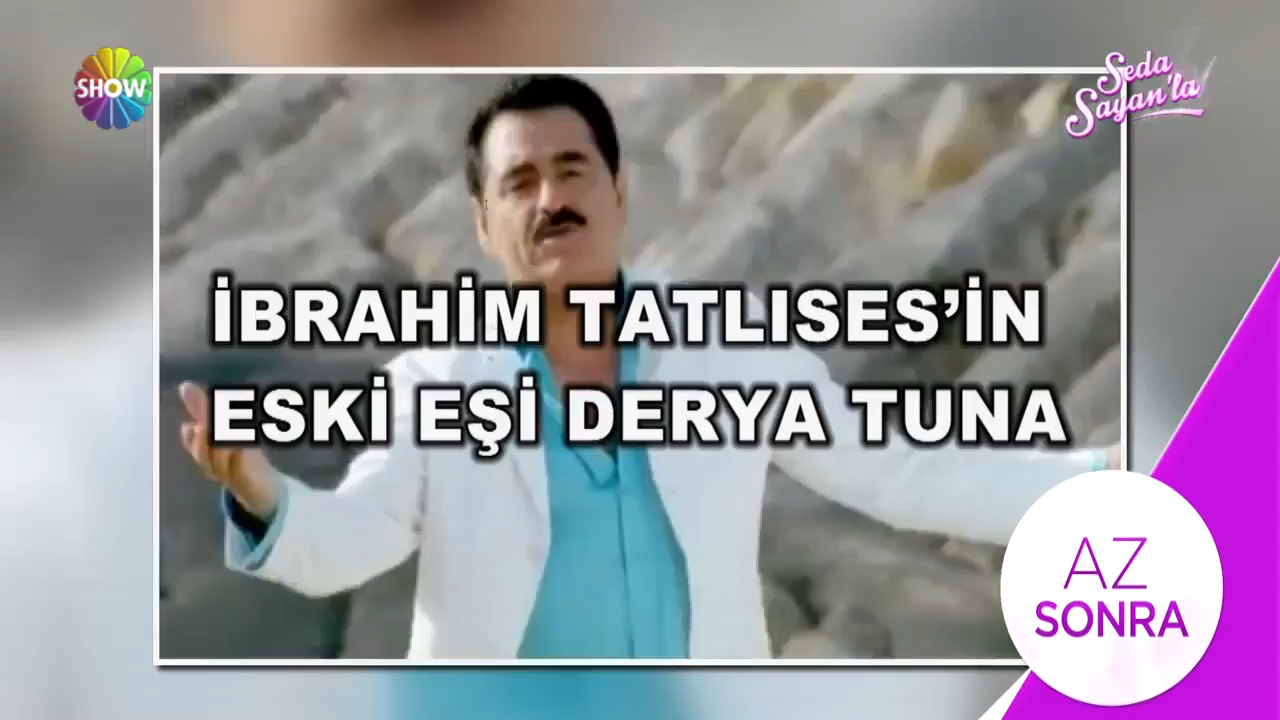 SHOW
Seda
Sayan'la
İBRAHİM TATLISES'İN
ESKİ EŞİ DERYA TUNA
AZ
SONRA